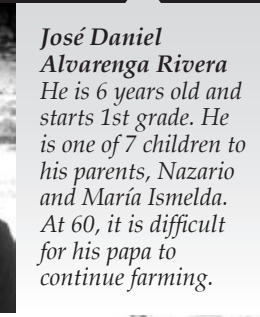 José Daniel
Alvarenga Rivera
He is 6 years old and
starts 1st grade. He
is one of 7 children to
his parents, Nazario
and María Ismelda.
At 60, it is difficult
for his papa to
continue farming.